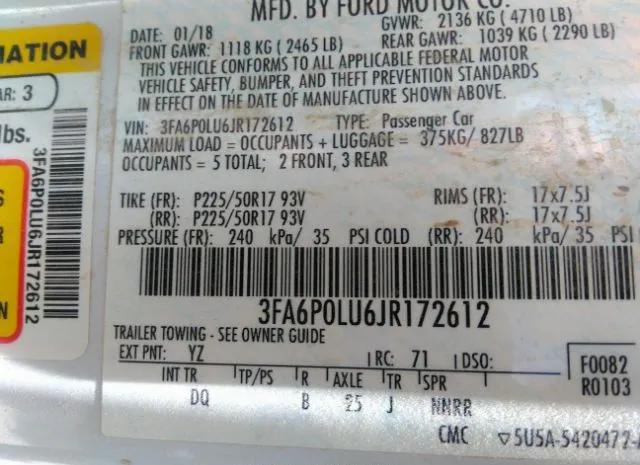 MFD. BY FORD MOTOR CO.
DATE: 01/18 GVWR: 2136 KG (4710 LB)
FRONT GAWR: 1118 KG (2465 LB) REAR GAWR: 1039 KG (2290 LB)
THIS VEHICLE CONFORMS TO ALL APPLICABLE FEDERAL MOTOR
VEHICLE SAFETY, BUMPER, AND THEFT PREVENTION STANDARDS
IN EFFECT ON THE DATE OF MANUFACTURE SHOWN ABOVE.
VIN: 3FA6P0LU6JR172612 TYPE: Passenger Car
MAXIMUM LOAD = OCCUPANTS + LUGGAGE = 375KG/ 827LB
OCCUPANTS = 5 TOTAL; 2 FRONT, 3 REAR
TIRE (FR): P225/50R17 93V RIMS (FR): 17x7.5J
(RR): P225/50R17 93V (RR): 17x7.5J
PRESSURE (FR): 240 kPa/ 35 PSI COLD (RR): 240 kPa/ 35 PSI COLD
3FA6P0LU6JR172612
TRAILER TOWING - SEE OWNER GUIDE
EXT PNT: YZ RC: 71 DSO:
F0082
R0103
INT TR TP/PS R AXLE TR SPR
DQ B 25 J NNRR
CMC ▽5U5A-5420472-A
MATION
AR: 3
lbs.
3FA6P0LU6JR172612
S
R
N